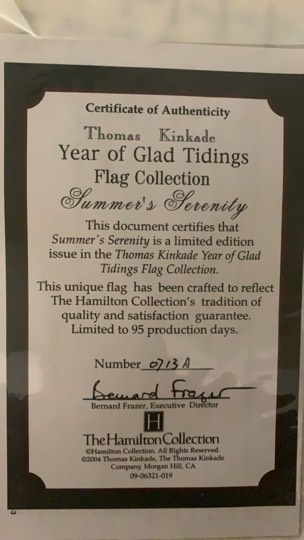 Certificate of Authenticity
Thomas Kinkade
Year of Glad Tidings
Flag Collection
Summer's Serenity
This document certifies that
Summer's Serenity is a limited edition
issue in the Thomas Kinkade Year of Glad
Tidings Flag Collection.
This unique flag has been crafted to reflect
The Hamilton Collection's tradition of
quality and satisfaction guarantee.
Limited to 95 production days.
Number 0713 A
Bernard Frazer
Bernard Frazer, Executive Director
H
The Hamilton Collection
©Hamilton Collection. All Rights Reserved.
©2004 Thomas Kinkade, The Thomas Kinkade
Company, Morgan Hill, CA
09-06321-019